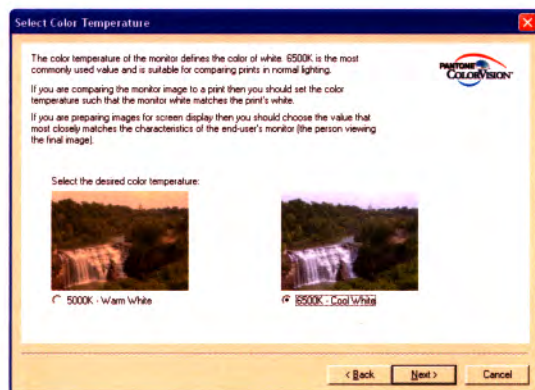 Select Color Temperature
The color temperature of the monitor defines the color of white. 6500K is the most
commonly used value and is suitable for comparing prints in normal lighting.
PANTONE
COLORVISION
If you are comparing the monitor image to a print then you should set the color
temperature such that the monitor white matches the print's white.
If you are preparing images for screen display then you should choose the value that
most closely matches the characteristics of the end-user's monitor (the person viewing
the final image).
Select the desired color temperature:
5000K - Warm White
6500K - Cool White
< Back
Next >
Cancel